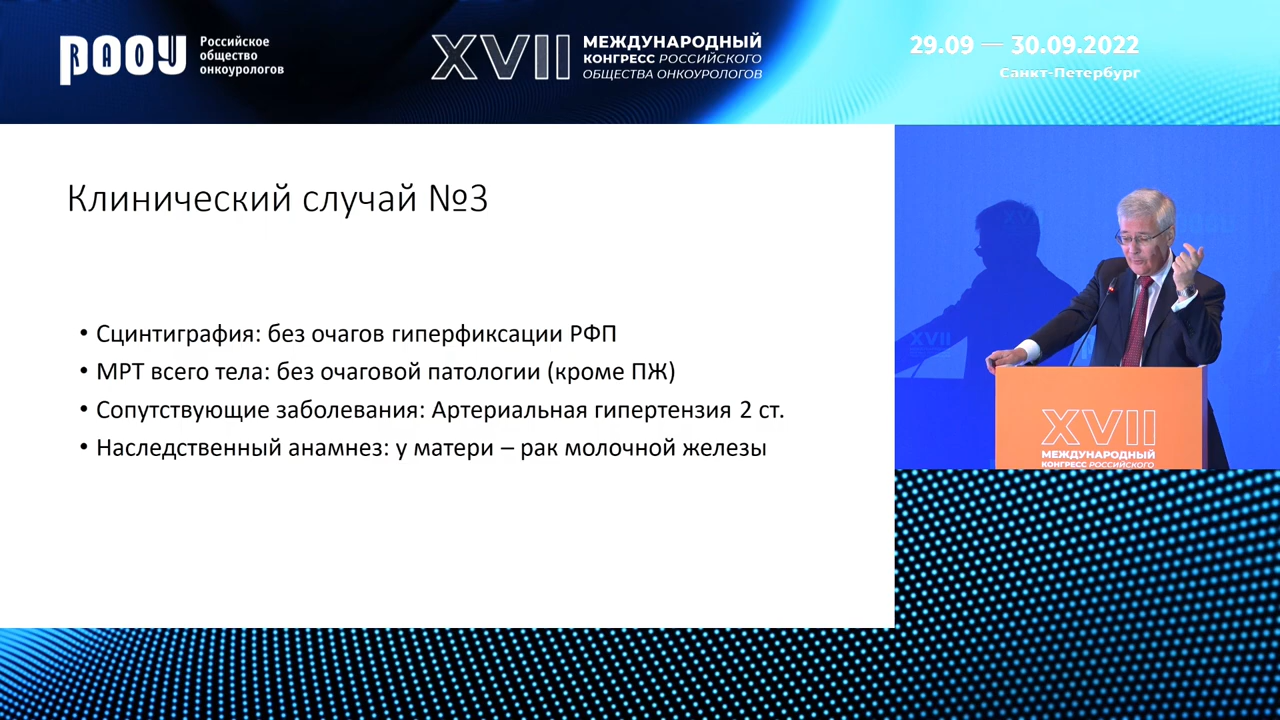 РООУ
RAOU
Российское
общество
онкоурологов
XVII
МЕЖДУНАРОДНЫЙ
КОНГРЕСС РОССИЙСКОГО
ОБЩЕСТВА ОНКОУРОЛОГОВ
29.09 — 30.09.2022
Санкт-Петербург
Клинический случай №3
• Сцинтиграфия: без очагов гиперфиксации РФП
• МРТ всего тела: без очаговой патологии (кроме ПЖ)
• Сопутствующие заболевания: Артериальная гипертензия 2 ст.
• Наследственный анамнез: у матери – рак молочной железы
XVII
XVII
МЕЖДУНАРОДНЫЙ
КОНГРЕСС РОССИЙСКОГО